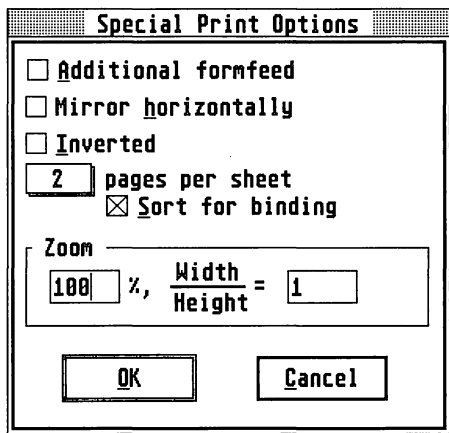 Special Print Options
Additional formfeed
Mirror horizontally
Inverted
2 pages per sheet
Sort for binding
Zoom
100 %, Width
Height = 1
OK Cancel